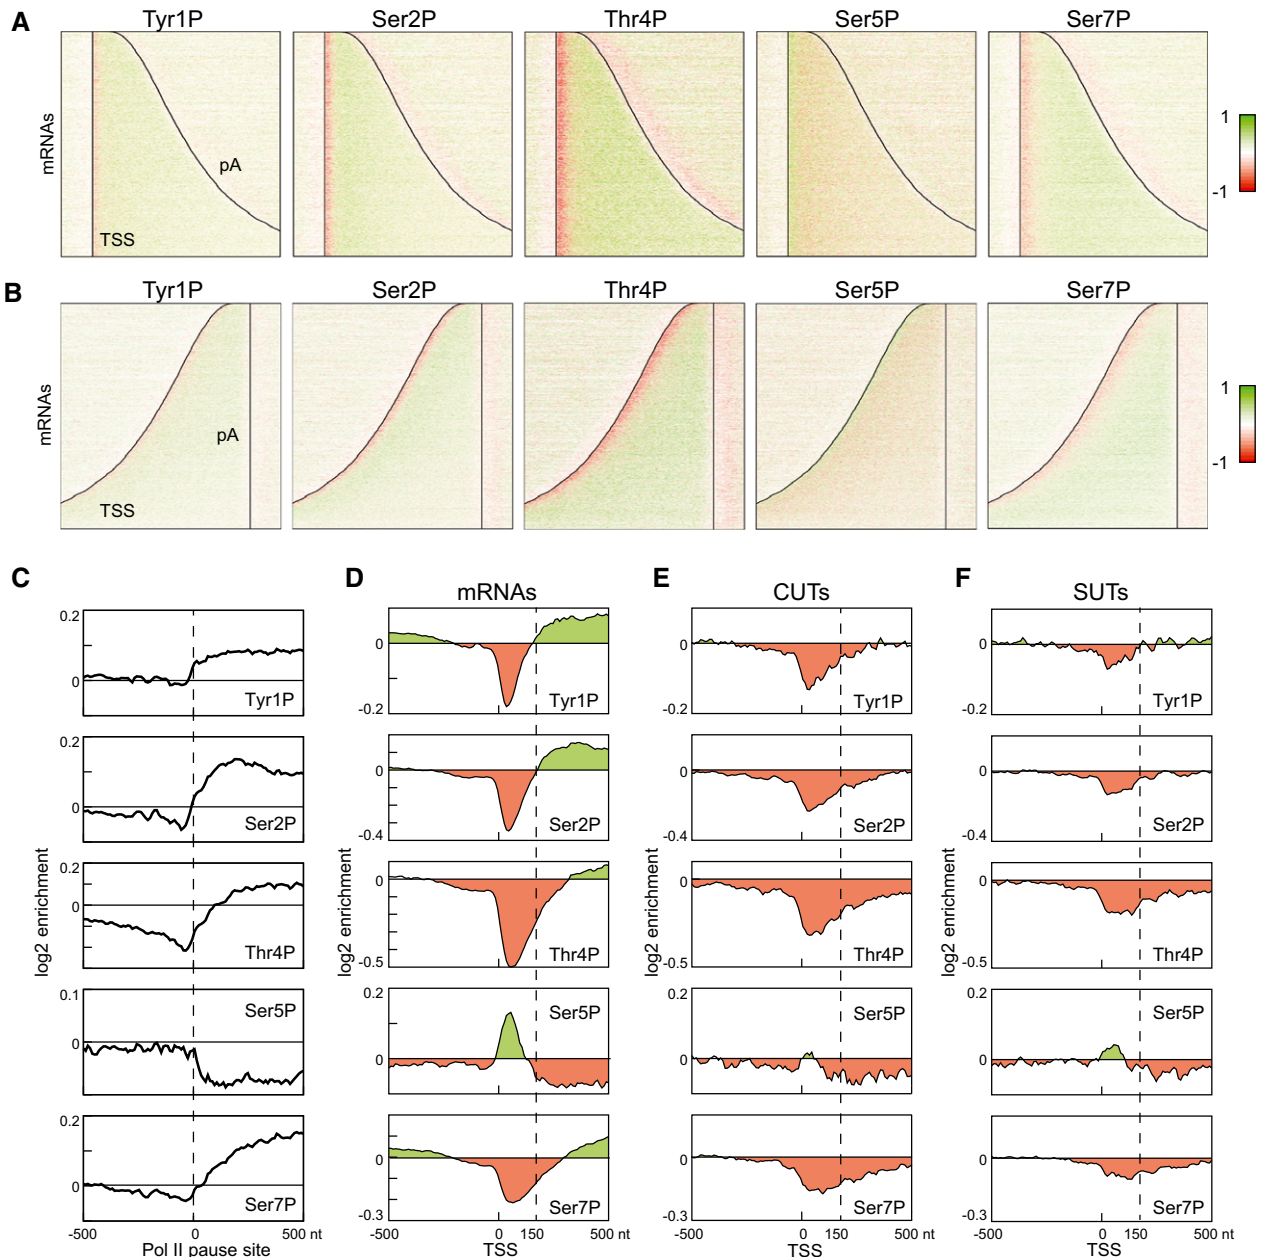 A
Tyr1P Ser2P Thr4P Ser5P Ser7P
mRNAs
pA
TSS
1
-1
B
Tyr1P Ser2P Thr4P Ser5P Ser7P
mRNAs
pA
TSS
1
-1
C
log2 enrichment
0.2
0
Tyr1P
0.2
0
Ser2P
0.2
0
Thr4P
0.1
0
Ser5P
0.2
0
Ser7P
-500 0 500 nt
Pol II pause site
D
mRNAs
log2 enrichment
0
-0.2
Tyr1P
0
-0.4
Ser2P
0
-0.5
Thr4P
0.2
0
Ser5P
0
-0.3
Ser7P
-500 0 150 500 nt
TSS
E
CUTs
log2 enrichment
0
-0.2
Tyr1P
0
-0.4
Ser2P
0
-0.5
Thr4P
0.2
0
Ser5P
0
-0.3
Ser7P
-500 0 150 500 nt
TSS
F
SUTs
0
-0.2
Tyr1P
0
-0.4
Ser2P
0
-0.5
Thr4P
0.2
0
Ser5P
0
-0.3
Ser7P
-500 0 150 500 nt
TSS